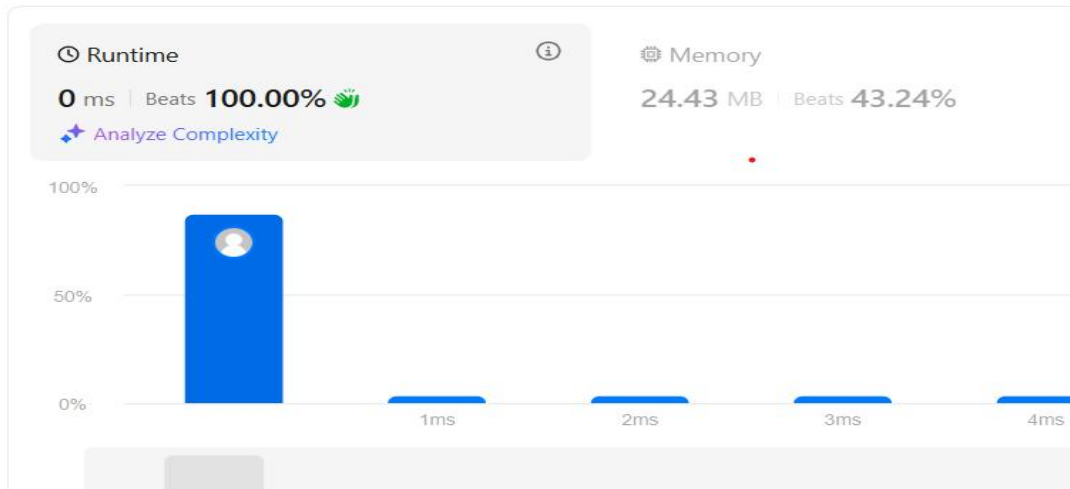 Runtime
0 ms Beats 100.00%
Analyze Complexity
Memory
24.43 MB Beats 43.24%
100%
50%
0%
1ms 2ms 3ms 4ms